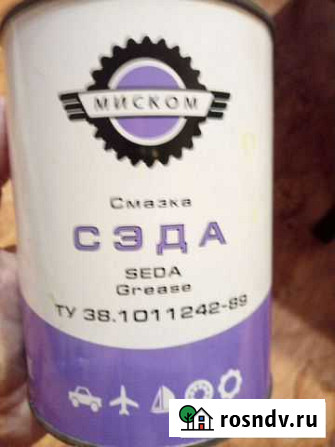 МИСКОМ
Смазка
СЭДА
SEDA
Grease
ТУ 38.1011242-89
rosndv.ru